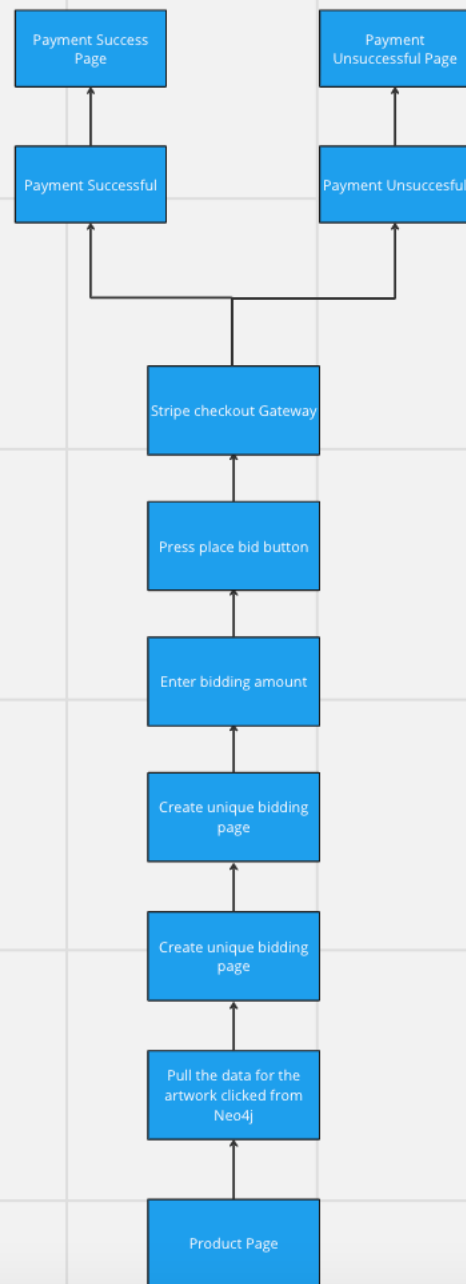 Payment Success
Page
Payment
Unsuccessful Page
Payment Successful
Payment Unsuccesful
Stripe checkout Gateway
Press place bid button
Enter bidding amount
Create unique bidding
page
Create unique bidding
page
Pull the data for the
artwork clicked from
Neo4j
Product Page